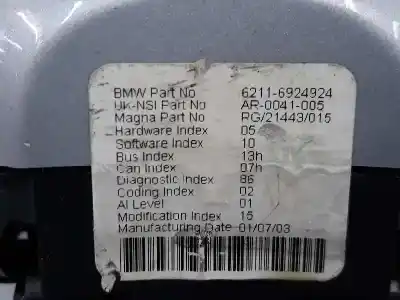 BMW Part No 6211-6924924
UK-NSI Part No AR-0041-005
Magna Part No RG/21443/015
Hardware Index 05
Software Index 10
Bus Index 13h
Can Index 07h
Diagnostic Index 86
Coding Index 02
AI Level 01
Modification Index 15
Manufacturing Date 01/07/03